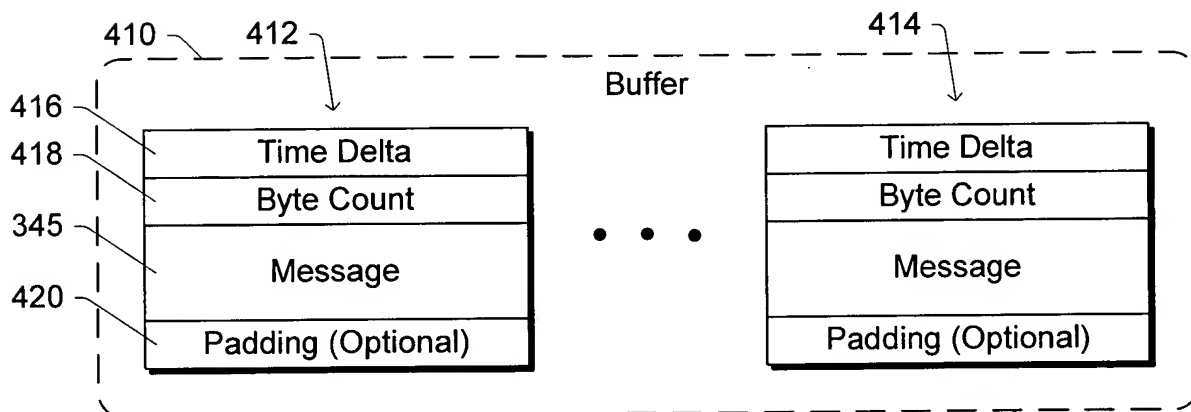 410
412
414
Buffer
416
Time Delta
Time Delta
418
Byte Count
Byte Count
345
Message
Message
420
Padding (Optional)
Padding (Optional)